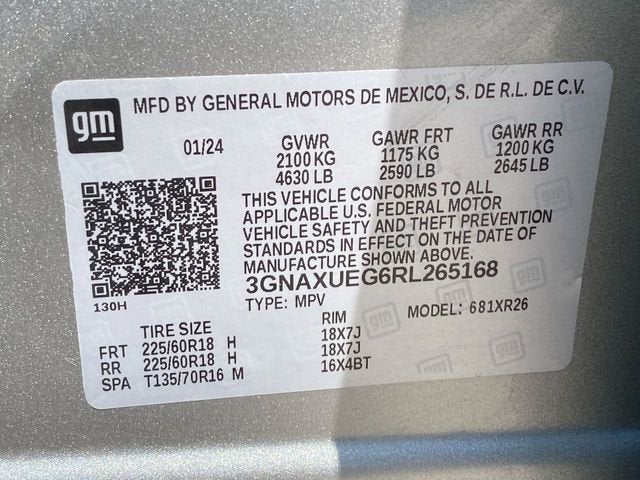 gm
MFD BY GENERAL MOTORS DE MEXICO, S. DE R.L. DE C.V.
01/24 GVWR GAWR FRT GAWR RR
2100 KG 1175 KG 1200 KG
4630 LB 2590 LB 2645 LB
THIS VEHICLE CONFORMS TO ALL
APPLICABLE U.S. FEDERAL MOTOR
VEHICLE SAFETY AND THEFT PREVENTION
STANDARDS IN EFFECT ON THE DATE OF
MANUFACTURE SHOWN ABOVE.
3GNAXUEG6RL265168
130H
TYPE: MPV MODEL: 681XR26
TIRE SIZE RIM
FRT 225/60R18 H 18X7J
RR 225/60R18 H 18X7J
SPA T135/70R16 M 16X4BT